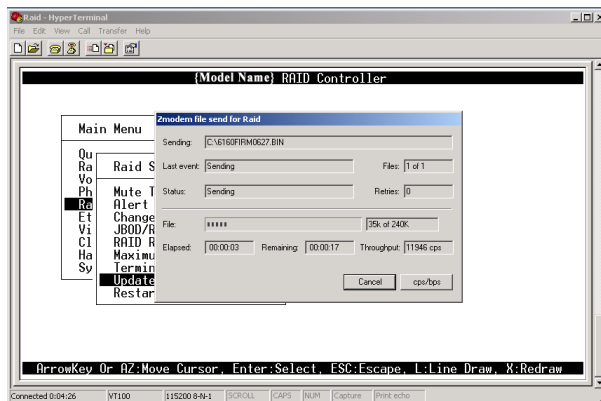 Raid - HyperTerminal
File Edit View Call Transfer Help
{Model Name} RAID Controller
Main Menu
Qu
Ra
Vo
Ph
Ra
Et
Vi
Cl
Ha
Sy
Raid S
Mute T
Alert
Change
JBOD/R
RAID R
Maximu
Termin
Update
Restar
Zmodem file send for Raid
Sending: C:\6160FIRM0627.BIN
Last event: Sending Files: 1 of 1
Status: Sending Retries: 0
File: 35k of 240K
Elapsed: 00:00:03 Remaining: 00:00:17 Throughput: 11946 cps
Cancel cps/bps
ArrowKey Or AZ:Move Cursor, Enter:Select, ESC:Escape, L:Line Draw, X:Redraw
Connected 0:04:26 VT100 115200 8-N-1 SCROLL CAPS NUM Capture Print echo